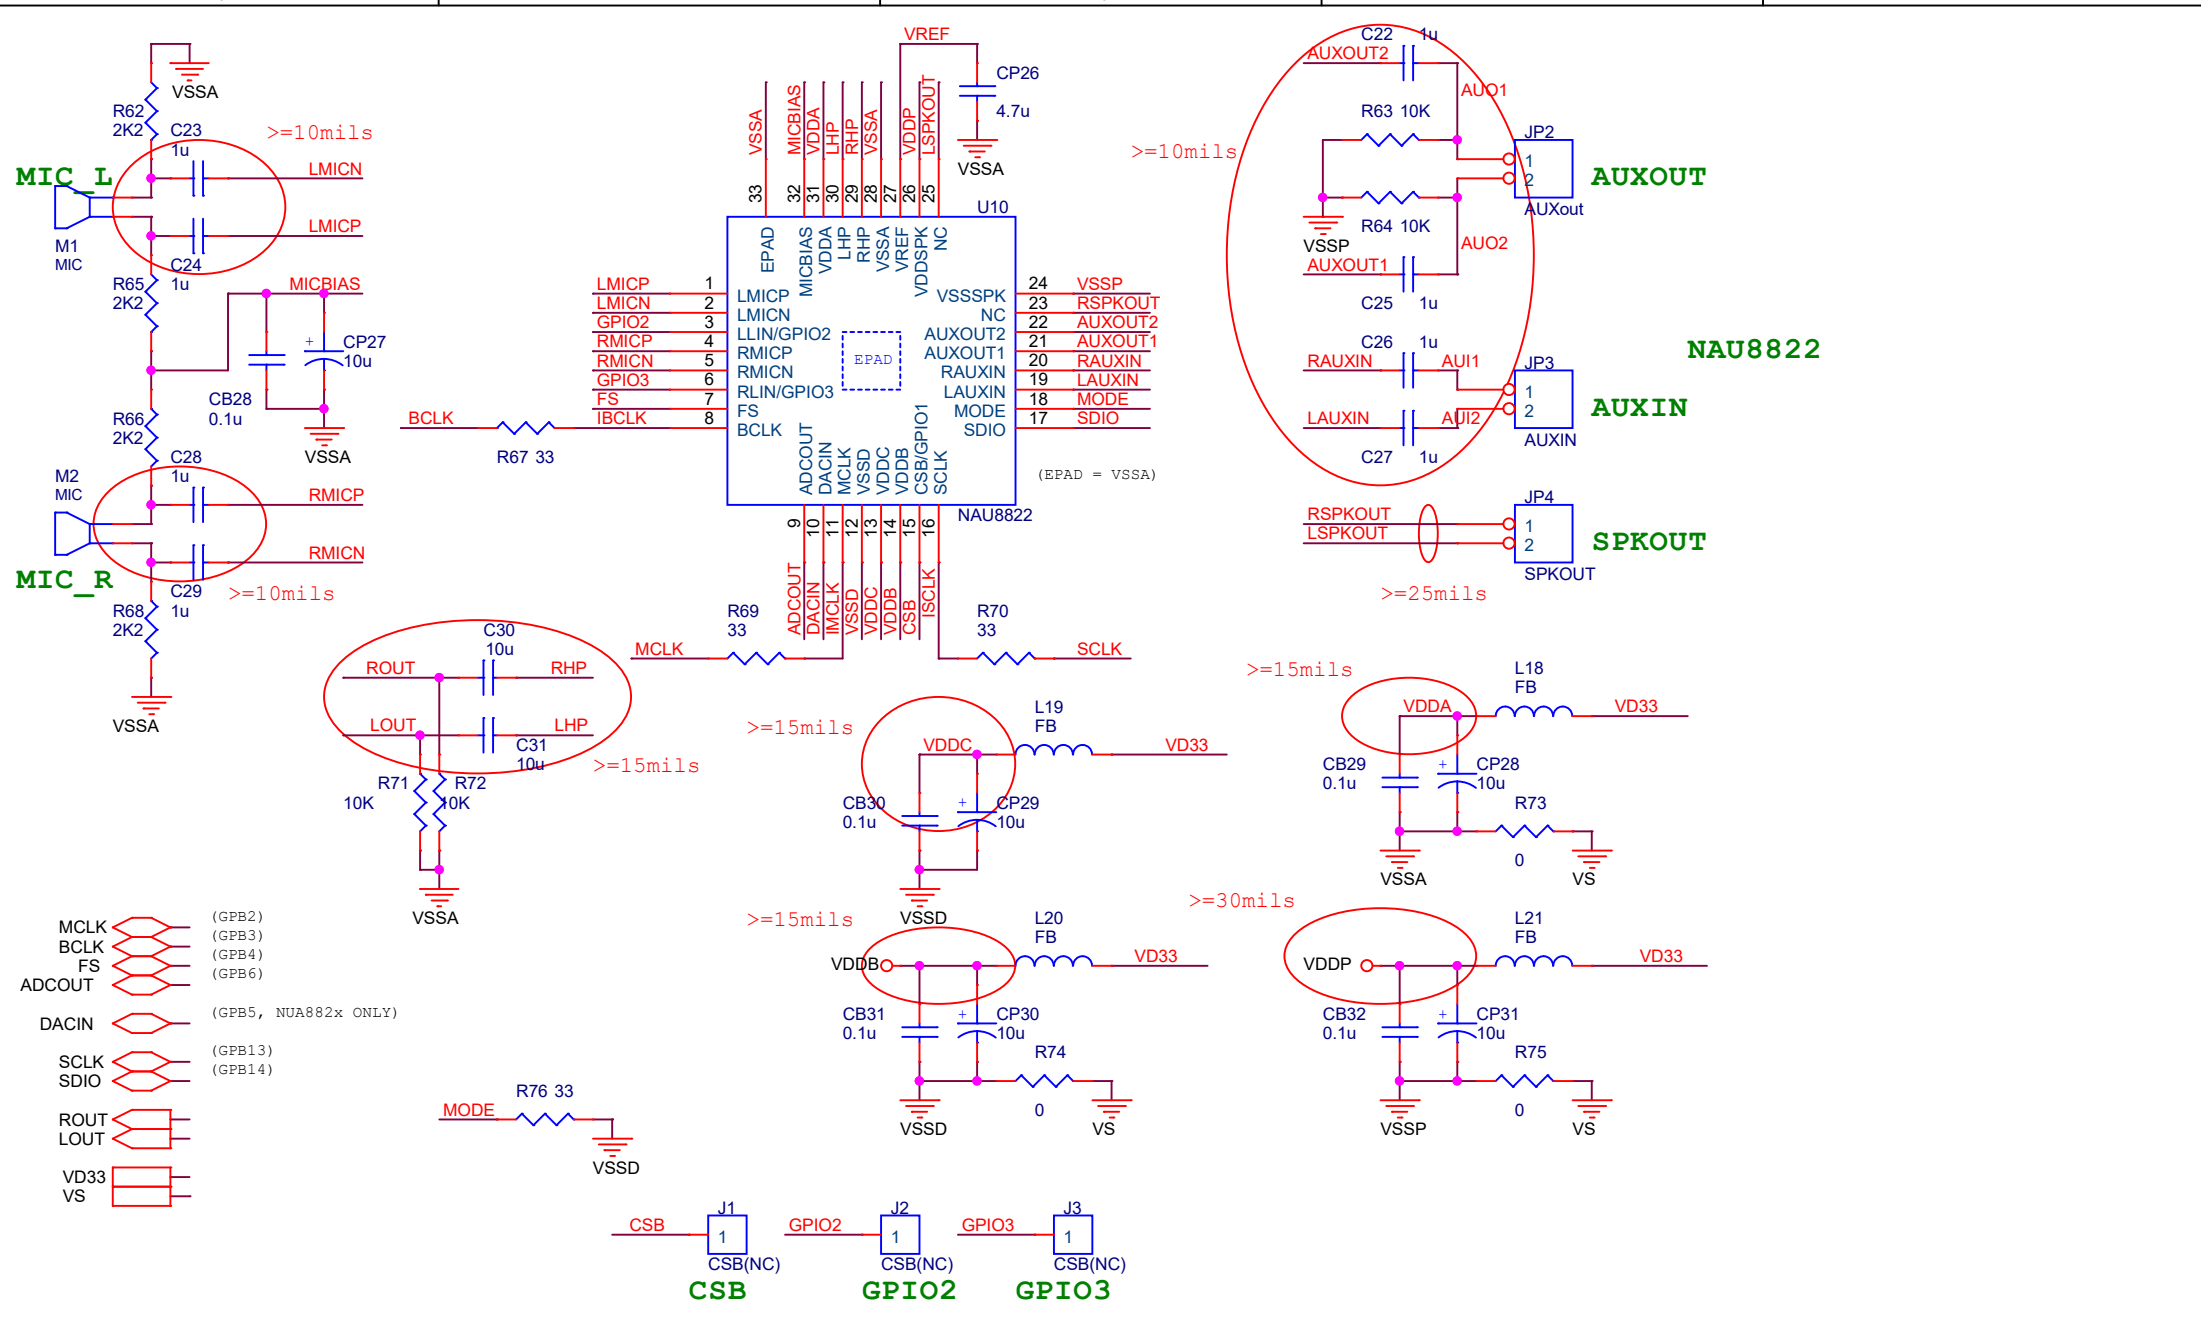 VSSA
R62
2K2
C23
1u
>=10mils
MIC_L
LMICN
LMICP
M1
MIC
C24
1u
R65
2K2
MICBIAS
+
CP27
10u
CB28
0.1u
VSSA
R66
2K2
M2
MIC
C28
1u
RMICP
RMICN
MIC_R
C29
1u
>=10mils
R68
2K2
VSSA
VREF
CP26
4.7u
VSSA
VSSA
MICBIAS
VDDA
LHP
RHP
VSSA
VDDP
LSPKOUT
33
32
31
30
29
28
27
26
25
U10
EPAD
MICBIAS
VDDA
LHP
RHP
VSSA
VREF
VDDSPK
NC
LMICP 1 LMICP
LMICN 2 LMICN
GPIO2 3 LLIN/GPIO2
RMICP 4 RMICP
RMICN 5 RMICN
GPIO3 6 RLIN/GPIO3
FS 7 FS
BCLK IBCLK 8 BCLK
R67 33
EPAD
VSSSPK 24 VSSP
NC 23 RSPKOUT
AUXOUT2 22 AUXOUT2
AUXOUT1 21 AUXOUT1
RAUXIN 20 RAUXIN
LAUXIN 19 LAUXIN
MODE 18 MODE
SDIO 17 SDIO
(EPAD = VSSA)
ADCOUT
DACIN
MCLK
VSSD
VDDC
VDDB
CSB/GPIO1
SCLK
NAU8822
9
10
11
12
13
14
15
16
ADCOUT
DACIN
IMCLK
VSSD
VDDC
VDDB
CSB
ISCLK
R69
33
MCLK
R70
33
SCLK
C22 1u
AUXOUT2
AUO1
R63 10K
>=10mils
JP2
1
2
AUXout
AUXOUT
R64 10K
VSSP
AUO2
AUXOUT1
C25 1u
C26 1u
RAUXIN AUI1
JP3
1
2
AUXIN
AUXIN
LAUXIN AUI2
C27 1u
NAU8822
JP4
RSPKOUT 1
LSPKOUT 2
SPKOUT
SPKOUT
>=25mils
C30
10u
ROUT RHP
LOUT LHP
C31
10u
>=15mils
R71
10K
R72
10K
VSSA
>=15mils
L19
FB
VDDC
VD33
CB30
0.1u
+
CP29
10u
VSSD
>=15mils
L18
FB
VDDA
VD33
CB29
0.1u
+
CP28
10u
R73
0
VSSA
VS
>=15mils
L20
FB
VDDB
VD33
CB31
0.1u
+
CP30
10u
R74
0
VSSD
VS
>=30mils
L21
FB
VDDP
VD33
CB32
0.1u
+
CP31
10u
R75
0
VSSP
VS
MCLK (GPB2)
BCLK (GPB3)
FS (GPB4)
ADCOUT (GPB6)
DACIN (GPB5, NUA882x ONLY)
SCLK (GPB13)
SDIO (GPB14)
ROUT
LOUT
VD33
VS
R76 33
MODE
VSSD
J1
CSB 1
CSB(NC)
CSB
J2
GPIO2 1
CSB(NC)
GPIO2
J3
GPIO3 1
CSB(NC)
GPIO3